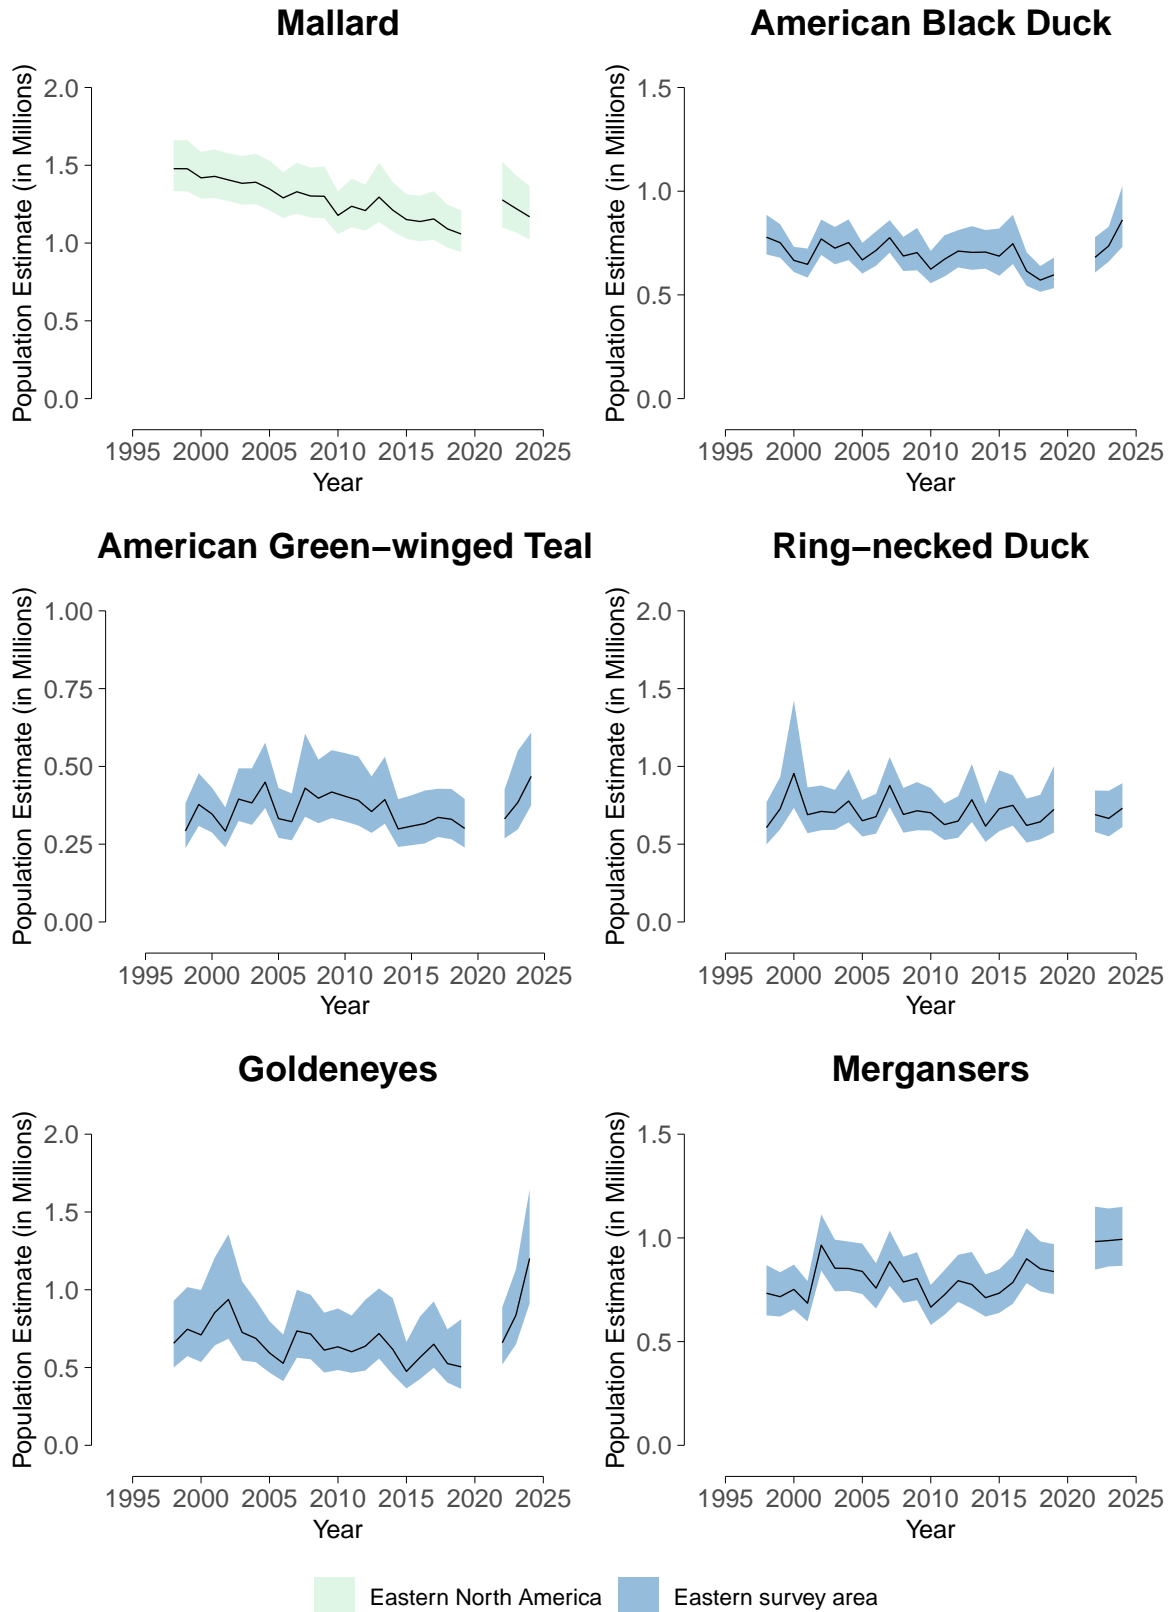 Mallard
Population Estimate (in Millions)
2.0
1.5
1.0
0.5
0.0
1995 2000 2005 2010 2015 2020 2025
Year
American Black Duck
Population Estimate (in Millions)
1.5
1.0
0.5
0.0
1995 2000 2005 2010 2015 2020 2025
Year
American Green−winged Teal
Population Estimate (in Millions)
1.00
0.75
0.50
0.25
0.00
1995 2000 2005 2010 2015 2020 2025
Year
Ring−necked Duck
Population Estimate (in Millions)
2.0
1.5
1.0
0.5
0.0
1995 2000 2005 2010 2015 2020 2025
Year
Goldeneyes
Population Estimate (in Millions)
2.0
1.5
1.0
0.5
0.0
1995 2000 2005 2010 2015 2020 2025
Year
Mergansers
Population Estimate (in Millions)
1.5
1.0
0.5
0.0
1995 2000 2005 2010 2015 2020 2025
Year
Eastern North America
Eastern survey area